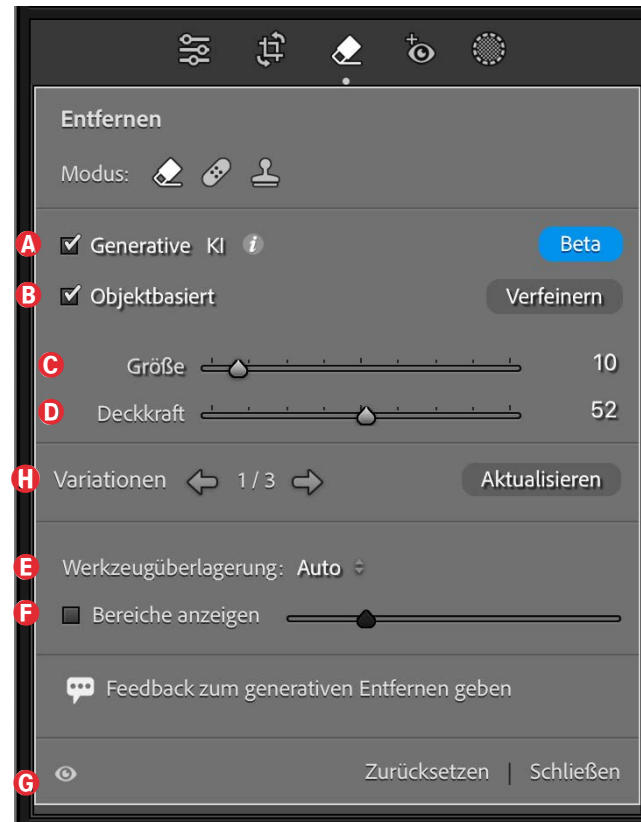 Entfernen
Modus:
A Generative KI i Beta
B Objektbasiert Verfeinern
C Größe 10
D Deckkraft 52
H Variationen 1 / 3 Aktualisieren
E Werkzeugüberlagerung: Auto
F Bereiche anzeigen
Feedback zum generativen Entfernen geben
G Zurücksetzen | Schließen